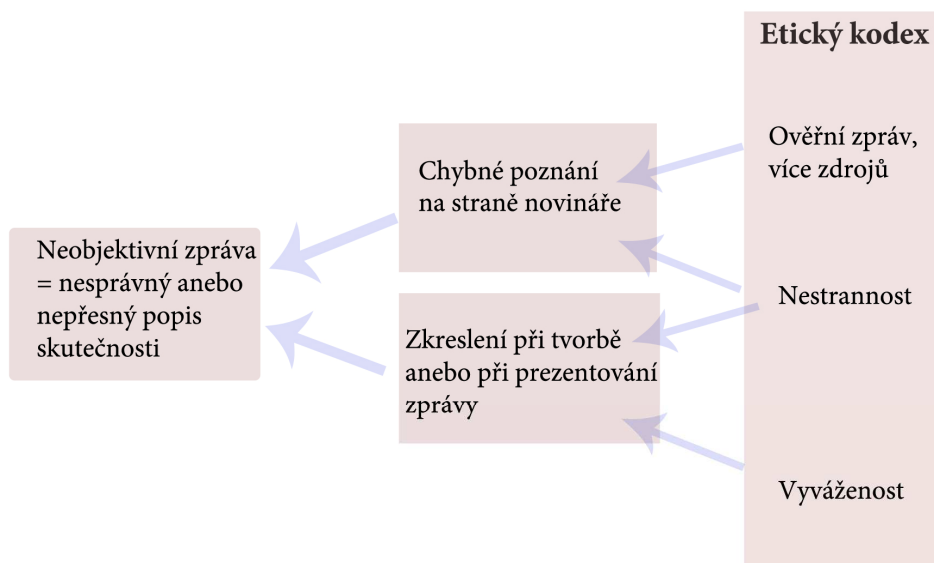 Etický kodex
Ověřní zpráv,
více zdrojů
Chybné poznání
na straně novináře
Neobjektivní zpráva
= nesprávný anebo
nepřesný popis
skutečnosti
Nestrannost
Zkreslení při tvorbě
anebo při prezentování
zprávy
Vyváženost